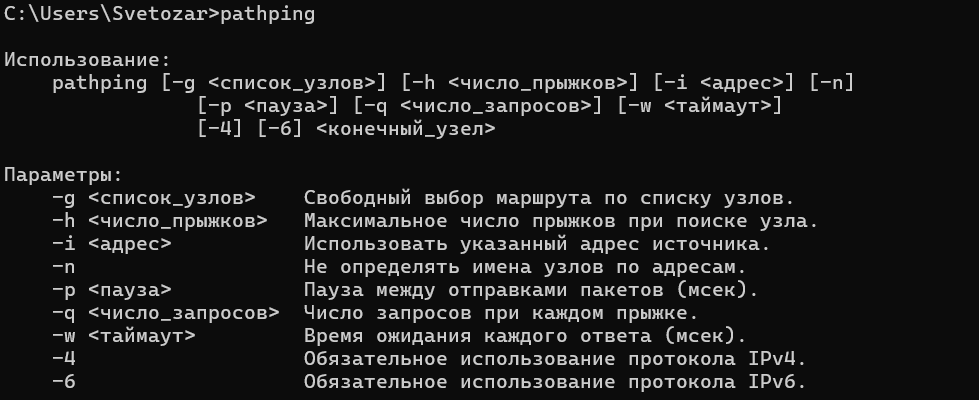 C:\Users\Svetozar>pathping
Использование:
pathping [-g <список_узлов>] [-h <число_прыжков>] [-i <адрес>] [-n]
[-p <пауза>] [-q <число_запросов>] [-w <таймаут>]
[-4] [-6] <конечный_узел>
Параметры:
-g <список_узлов> Свободный выбор маршрута по списку узлов.
-h <число_прыжков> Максимальное число прыжков при поиске узла.
-i <адрес> Использовать указанный адрес источника.
-n Не определять имена узлов по адресам.
-p <пауза> Пауза между отправками пакетов (мсек).
-q <число_запросов> Число запросов при каждом прыжке.
-w <таймаут> Время ожидания каждого ответа (мсек).
-4 Обязательное использование протокола IPv4.
-6 Обязательное использование протокола IPv6.